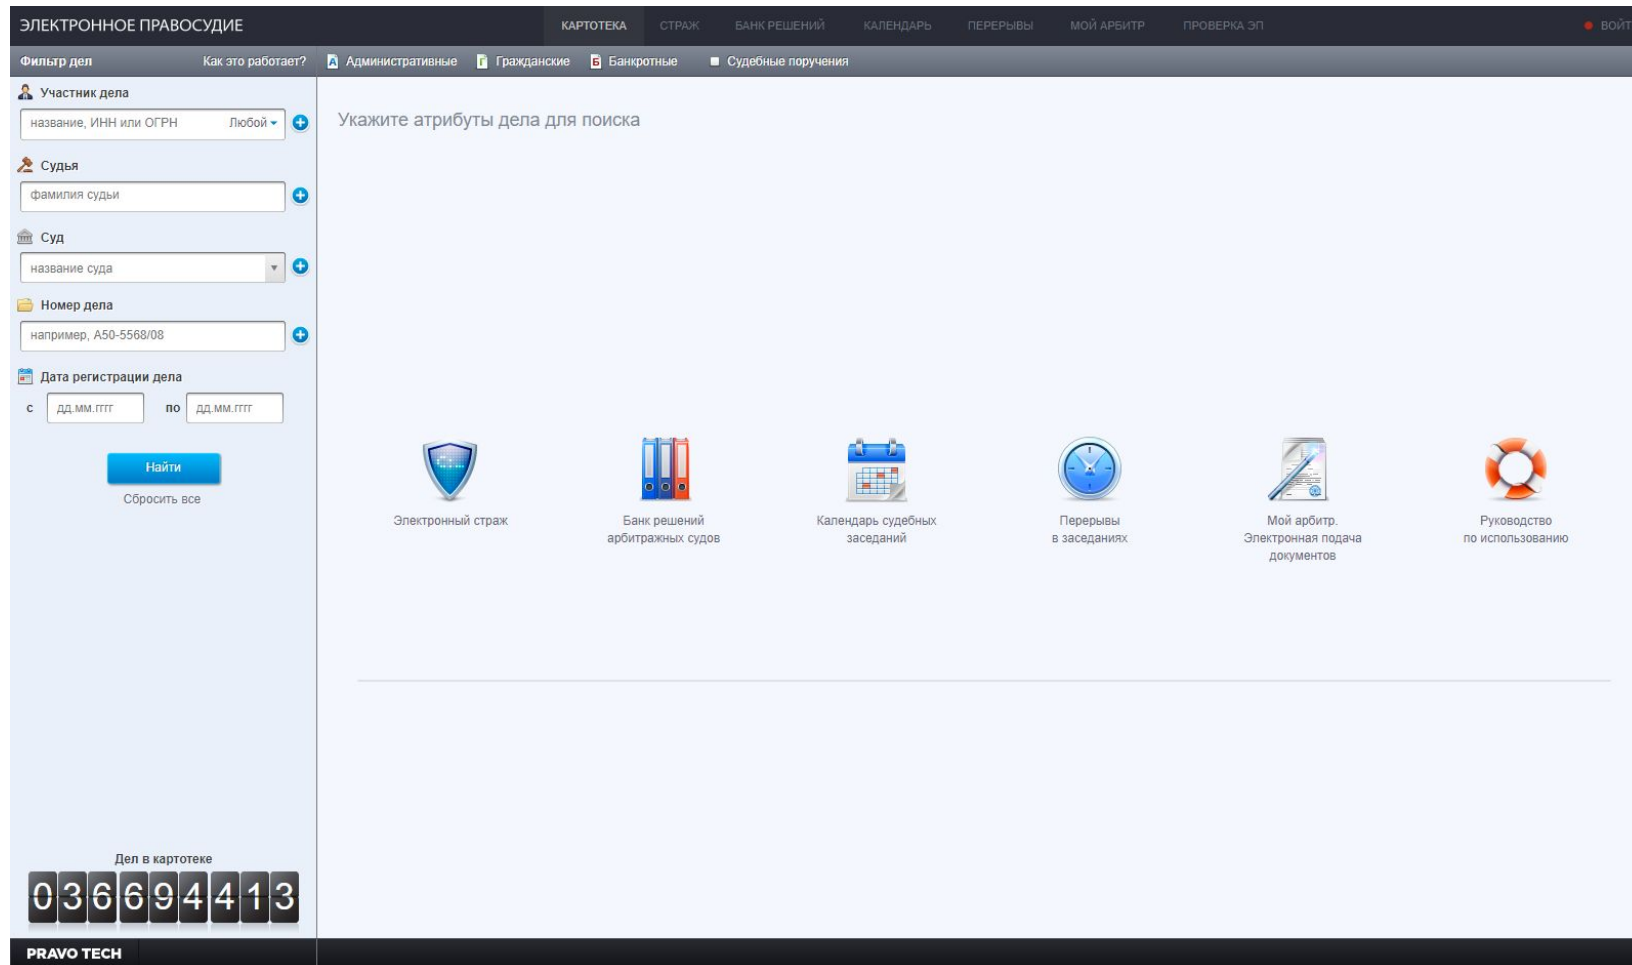 ЭЛЕКТРОННОЕ ПРАВОСУДИЕ
КАРТОТЕКА СТРАЖ БАНК РЕШЕНИЙ КАЛЕНДАРЬ ПЕРЕРЫВЫ МОЙ АРБИТР ПРОВЕРКА ЭП
Фильтр дел Как это работает?
А Административные Г Гражданские Б Банкротные Судебные поручения
Участник дела
название, ИНН или ОГРН Любой
Укажите атрибуты дела для поиска
Судья
фамилия судьи
Суд
название суда
Номер дела
например, А50-5568/08
Дата регистрации дела
с дд.мм.гггг по дд.мм.гггг
Найти
Сбросить все
Электронный страж
Банк решений
арбитражных судов
Календарь судебных
заседаний
Перерывы
в заседаниях
Мой арбитр.
Электронная подача
документов
Руководство
по использованию
Дел в картотеке
036694413
PRAVO TECH